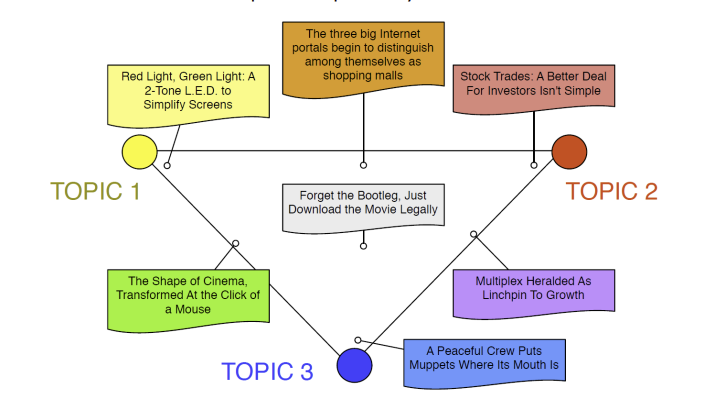 The three big Internet
portals begin to distinguish
among themselves as
shopping malls
Red Light, Green Light: A
2-Tone L.E.D. to
Simplify Screens
Stock Trades: A Better Deal
For Investors Isn't Simple
TOPIC 1
TOPIC 2
Forget the Bootleg, Just
Download the Movie Legally
The Shape of Cinema,
Transformed At the Click of
a Mouse
Multiplex Heralded As
Linchpin To Growth
TOPIC 3
A Peaceful Crew Puts
Muppets Where Its Mouth Is